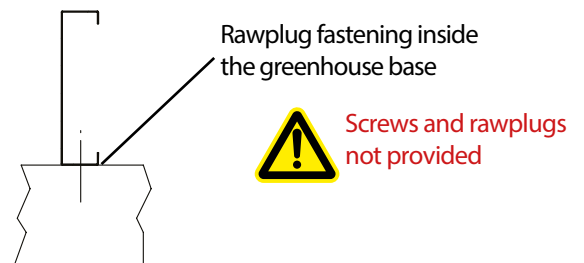 Rawplug fastening inside
the greenhouse base
Screws and rawplugs
not provided